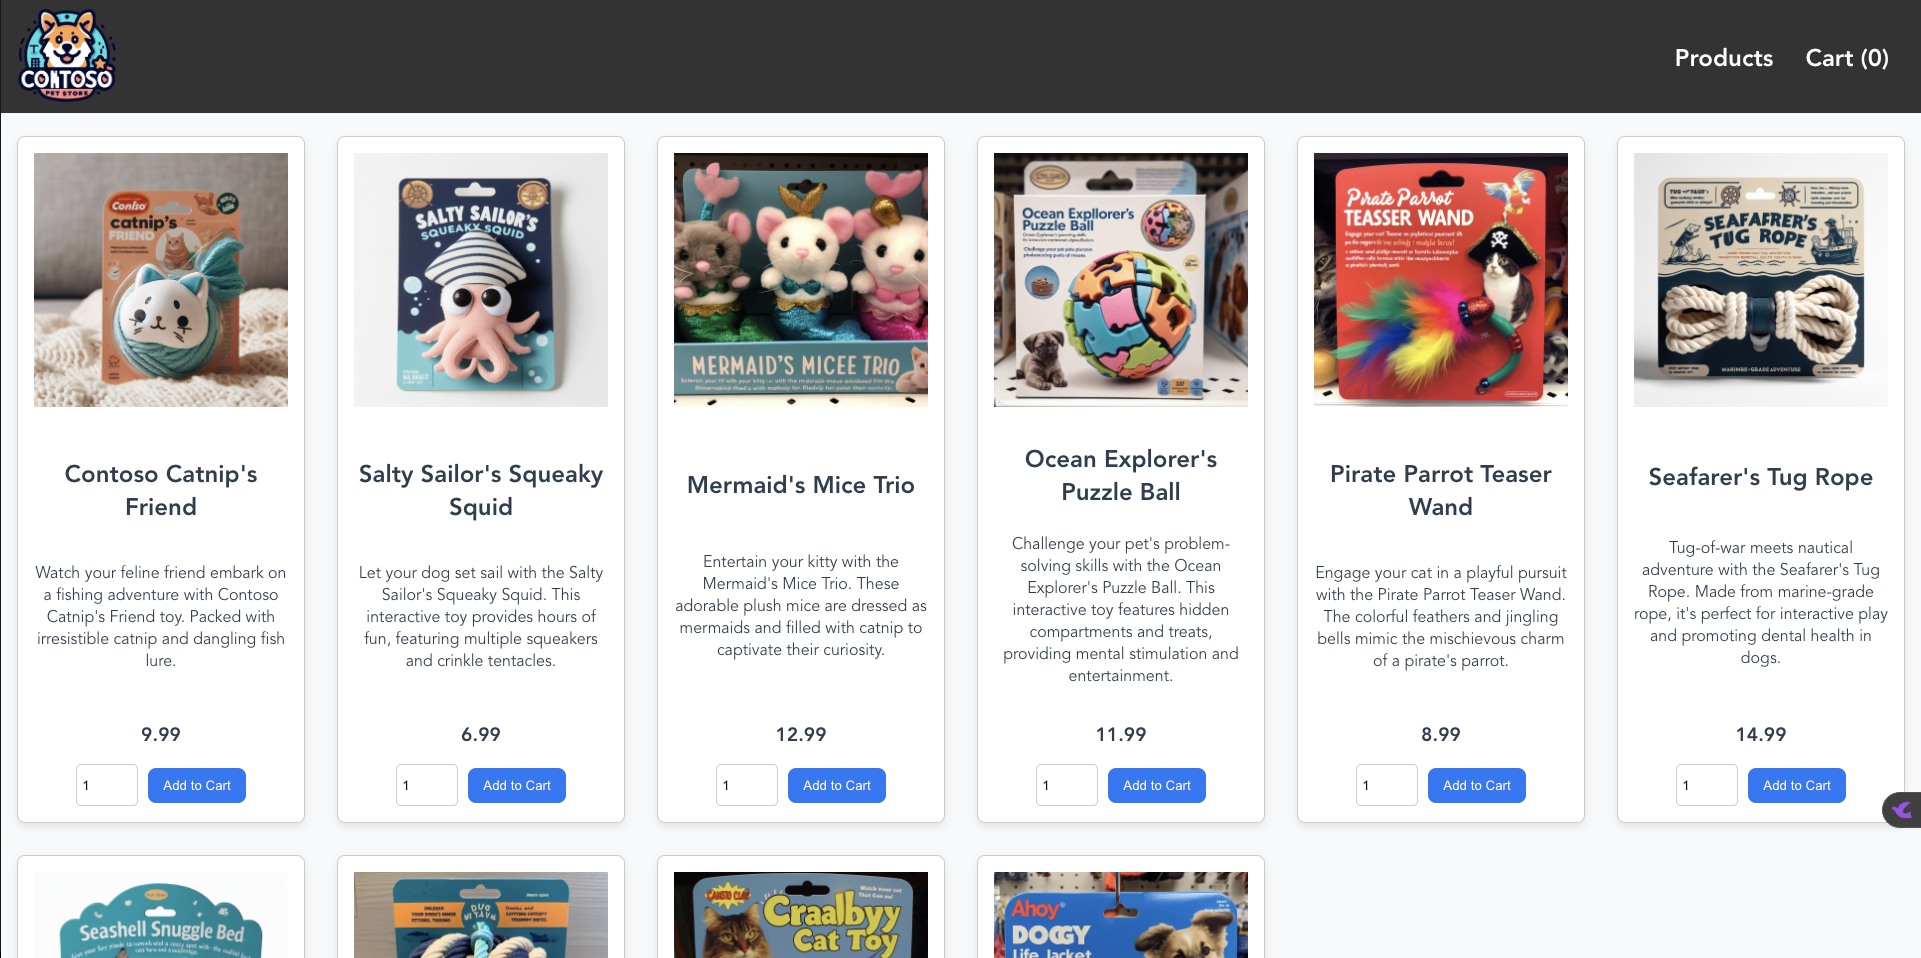 CONTOSO
PET STORE
Products
Cart (0)
Coniso
catnip's
FRIEND
SALTY SAILOR'S
SQUEAKY SQUID
MERMAID'S MICEE TRIO
Ocean Expllorer's
Puzzle Ball
Pirate Parrot
TEASSER WAND
SEAFAFRER'S
TUG ROPE
MARINRE-GRADE ADVENTURE
Contoso Catnip's
Friend
Watch your feline friend embark on
a fishing adventure with Contoso
Catnip's Friend toy. Packed with
irresistible catnip and dangling fish
lure.
9.99
1
Add to Cart
Salty Sailor's Squeaky
Squid
Let your dog set sail with the Salty
Sailor's Squeaky Squid. This
interactive toy provides hours of
fun, featuring multiple squeakers
and crinkle tentacles.
6.99
1
Add to Cart
Mermaid's Mice Trio
Entertain your kitty with the
Mermaid's Mice Trio. These
adorable plush mice are dressed as
mermaids and filled with catnip to
captivate their curiosity.
12.99
1
Add to Cart
Ocean Explorer's
Puzzle Ball
Challenge your pet's problem-
solving skills with the Ocean
Explorer's Puzzle Ball. This
interactive toy features hidden
compartments and treats,
providing mental stimulation and
entertainment.
11.99
1
Add to Cart
Pirate Parrot Teaser
Wand
Engage your cat in a playful pursuit
with the Pirate Parrot Teaser Wand.
The colorful feathers and jingling
bells mimic the mischievous charm
of a pirate's parrot.
8.99
1
Add to Cart
Seafarer's Tug Rope
Tug-of-war meets nautical
adventure with the Seafarer's Tug
Rope. Made from marine-grade
rope, it's perfect for interactive play
and promoting dental health in
dogs.
14.99
1
Add to Cart
Seashell Snuggle Bed
DUO
Craalbyy
Cat Toy
Ahoy
DOGGY
Life Jacket